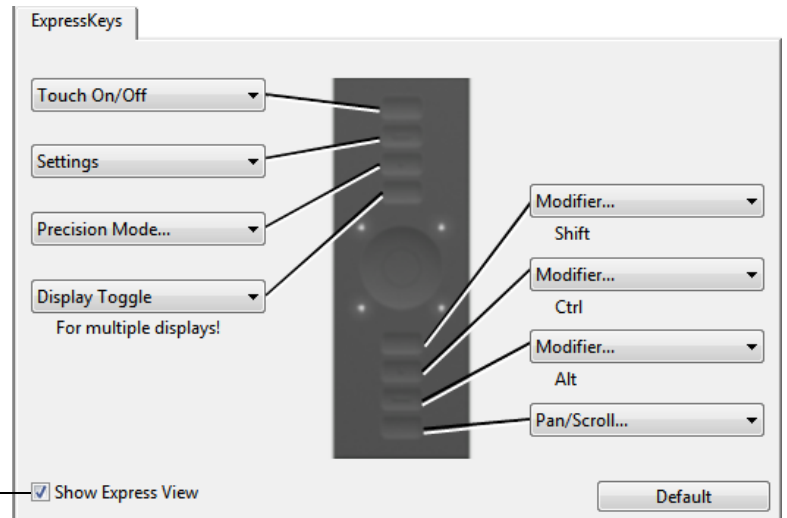 ExpressKeys
Touch On/Off
Settings
Precision Mode...
Display Toggle
For multiple displays!
Modifier...
Shift
Modifier...
Ctrl
Modifier...
Alt
Pan/Scroll...
Show Express View
Default